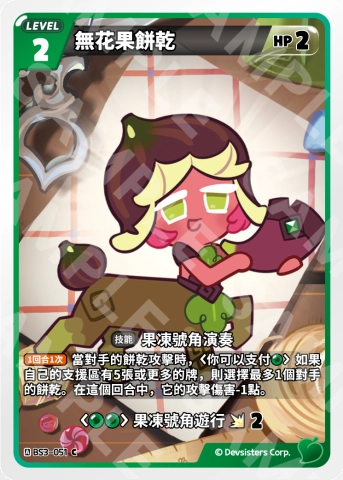 LEVEL
2
無花果餅乾
HP 2
技能 果凍號角演奏
1回合1次 當對手的餅乾攻擊時,〈你可以支付〉如果
自己的支援區有5張或更多的牌,則選擇最多1個對手
的餅乾。在這個回合中,它的攻擊傷害-1點。
〈〉果凍號角遊行 2
A BS3-051 C
© Devsisters Corp.
SAMPLE